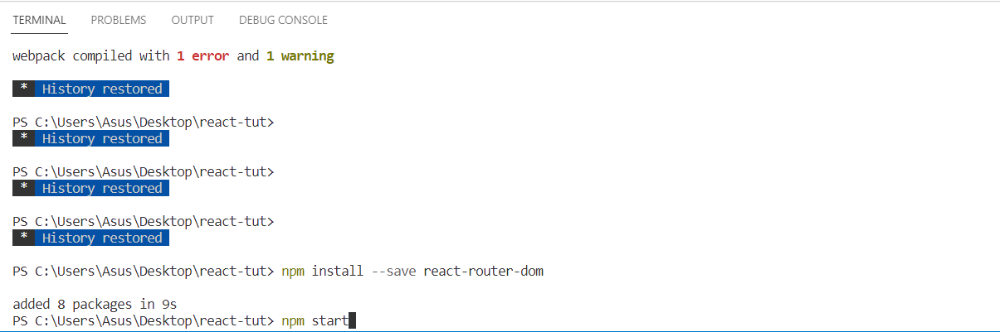 TERMINAL PROBLEMS OUTPUT DEBUG CONSOLE
webpack compiled with 1 error and 1 warning
* History restored
PS C:\Users\Asus\Desktop\react-tut>
* History restored
PS C:\Users\Asus\Desktop\react-tut>
* History restored
PS C:\Users\Asus\Desktop\react-tut>
* History restored
PS C:\Users\Asus\Desktop\react-tut> npm install --save react-router-dom
added 8 packages in 9s
PS C:\Users\Asus\Desktop\react-tut> npm start